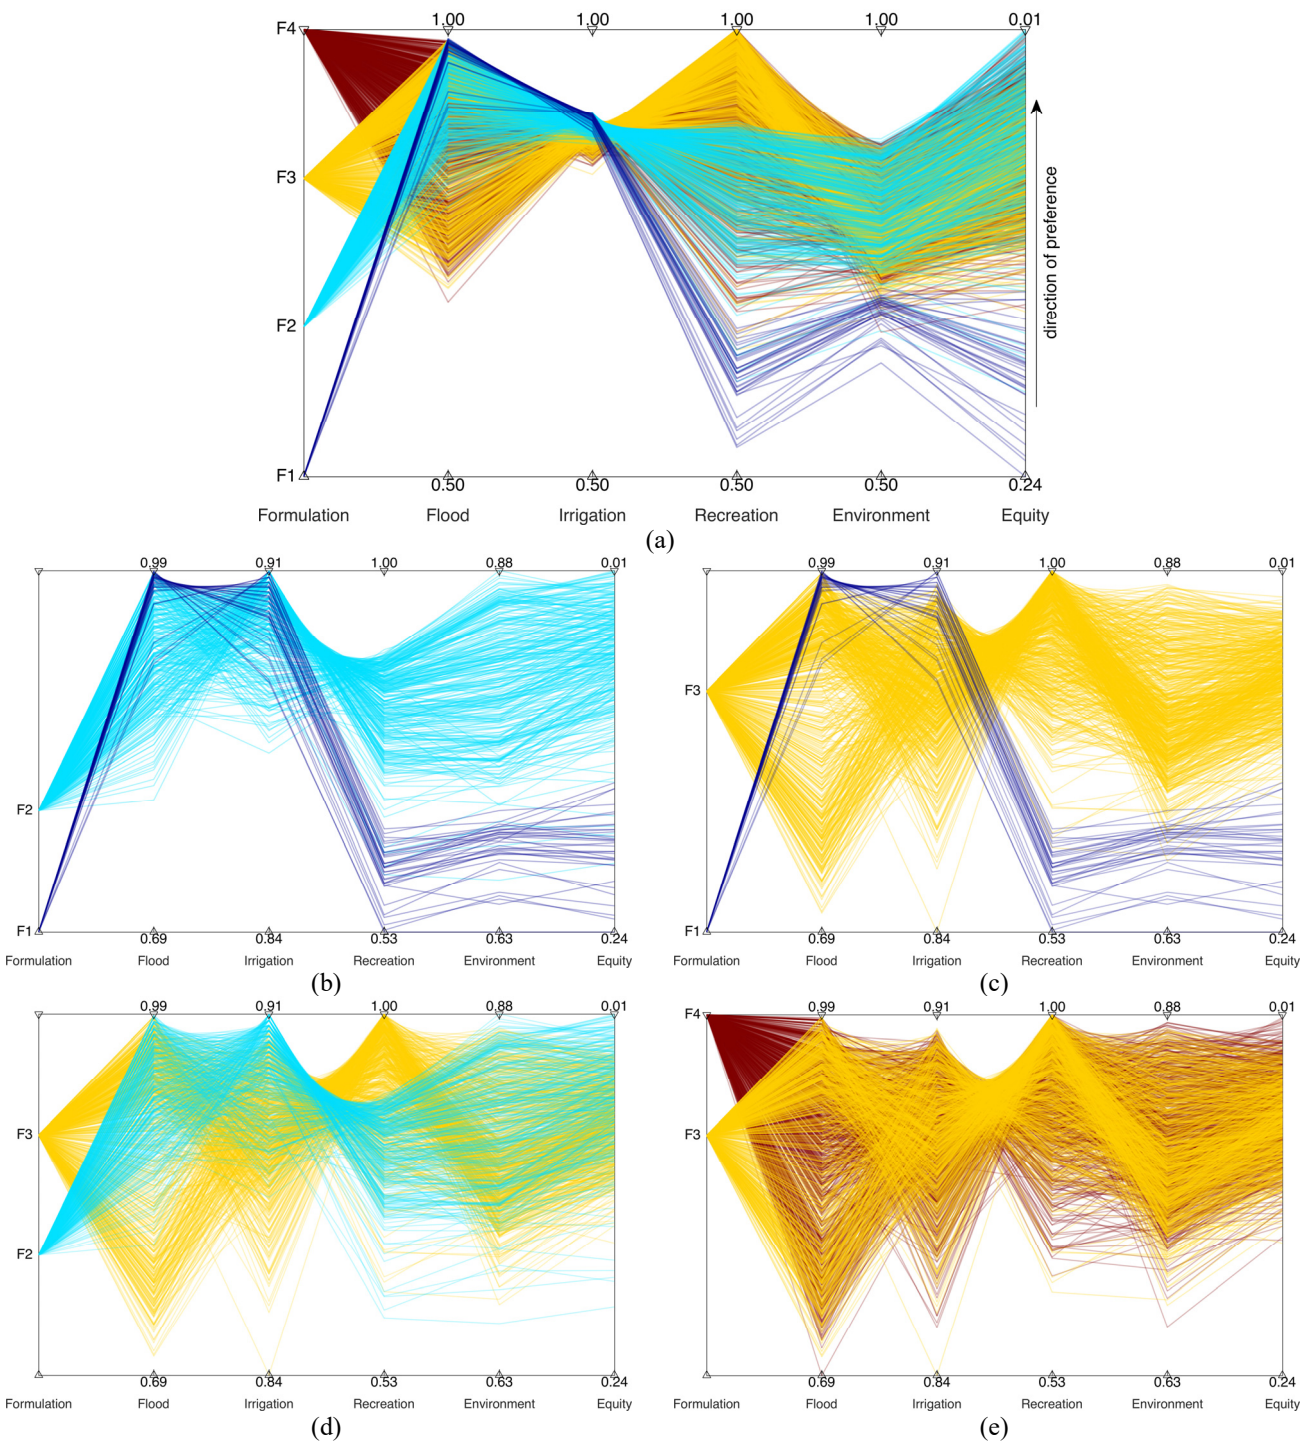 1.00 1.00 1.00 1.00 0.01
F4
F3
F2
F1
direction of preference
0.50 0.50 0.50 0.50 0.24
Formulation Flood Irrigation Recreation Environment Equity
(a)
0.99 0.91 1.00 0.88 0.01
F2
F1
0.69 0.84 0.53 0.63 0.24
Formulation Flood Irrigation Recreation Environment Equity
(b)
0.99 0.91 1.00 0.88 0.01
F3
F1
0.69 0.84 0.53 0.63 0.24
Formulation Flood Irrigation Recreation Environment Equity
(c)
0.99 0.91 1.00 0.88 0.01
F3
F2
0.69 0.84 0.53 0.63 0.24
Formulation Flood Irrigation Recreation Environment Equity
(d)
0.99 0.91 1.00 0.88 0.01
F4
F3
0.69 0.84 0.53 0.63 0.24
Formulation Flood Irrigation Recreation Environment Equity
(e)